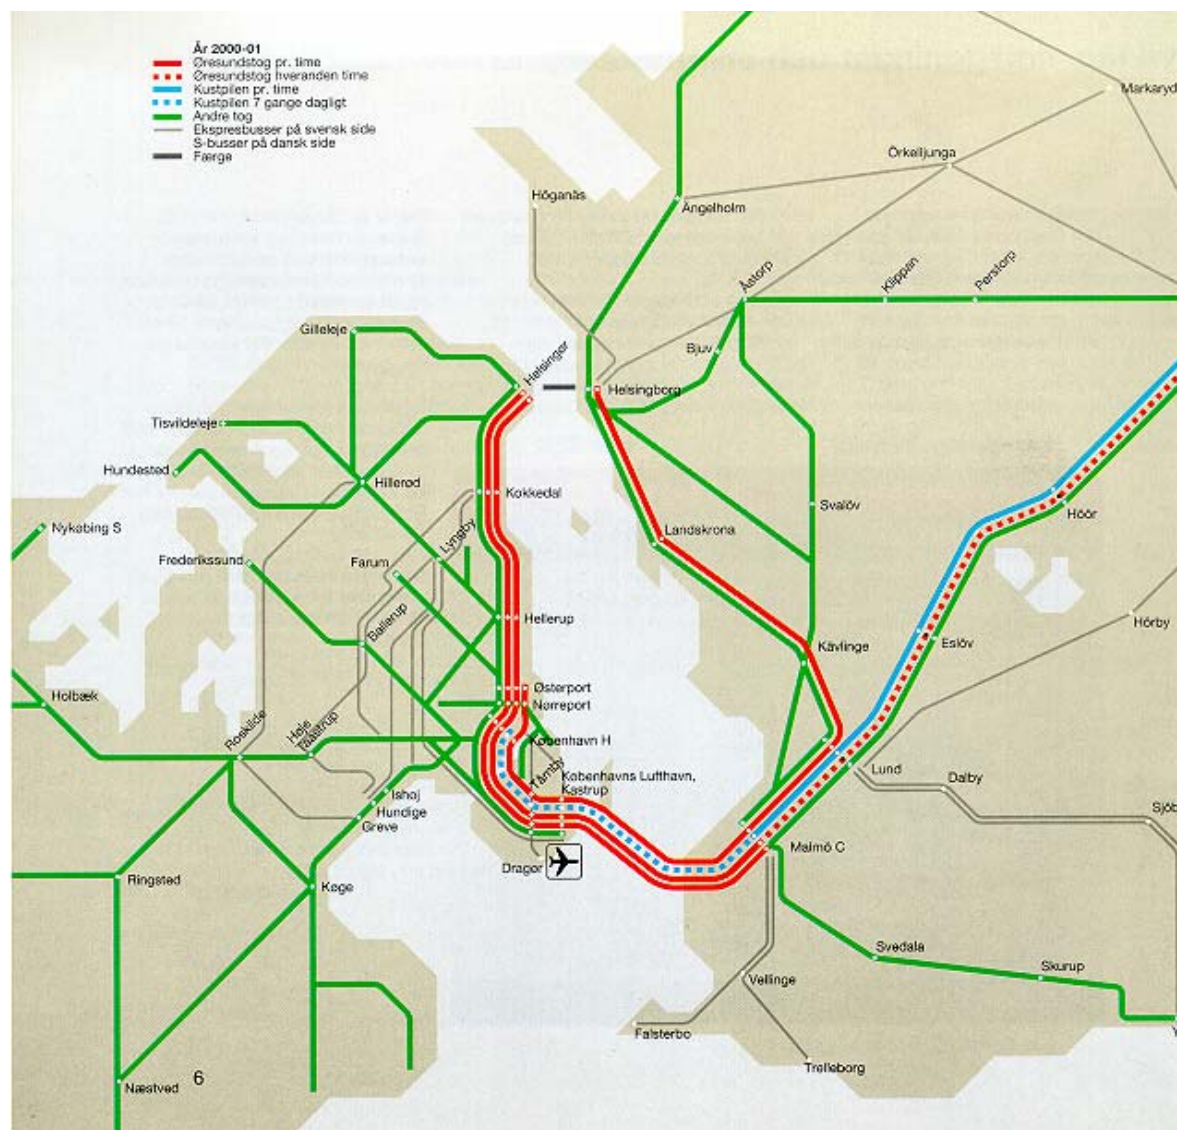 År 2000-01
Øresundstog pr. time
Øresundstog hveranden time
Kustpilen pr. time
Kustpilen 7 gange dagligt
Andre tog
Ekspresbusser på svensk side
S-busser på dansk side
Færge
Markaryd
Örkelljunga
Höganäs
Ängelholm
Åstorp
Klippan
Perstorp
Gilleleje
Helsingør
Bjuv
Helsingborg
Tisvildeleje
Hundested
Hillerød
Kokkedal
Svalöv
Höör
Nykøbing S
Landskrona
Lyngby
Frederikssund
Farum
Ballerup
Hellerup
Hörby
Kävlinge
Eslöv
Holbæk
Østerport
Nørreport
Roskilde
Høje
Taastrup
København H
Tårnby
Københavns Lufthavn,
Kastrup
Lund
Dalby
Ishøj
Hundige
Greve
Sjöb
Malmö C
Dragør
Ringsted
Køge
Svedala
Skurup
Vellinge
Falsterbo
Y
Trelleborg
Næstved
6